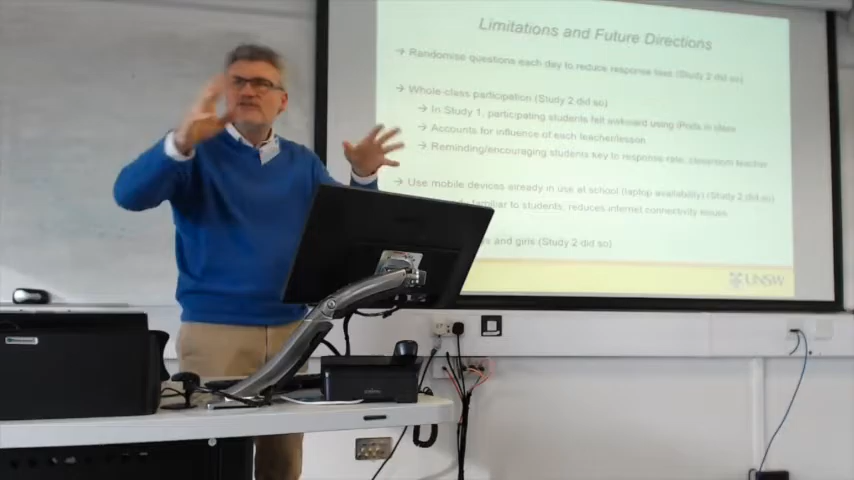 Limitations and Future Directions
→ Randomise questions each day to reduce response bias (Study 2 did so)
→ Whole-class participation (Study 2 did so)
→ In Study 1, participating students felt awkward using iPods in class
→ Accounts for influence of each teacher/lesson
→ Reminding/encouraging students key to response rate, classroom teacher
→ Use mobile devices already in use at school (laptop availability) (Study 2 did so)
familiar to students, reduces internet connectivity issues
and girls (Study 2 did so)
UNSW